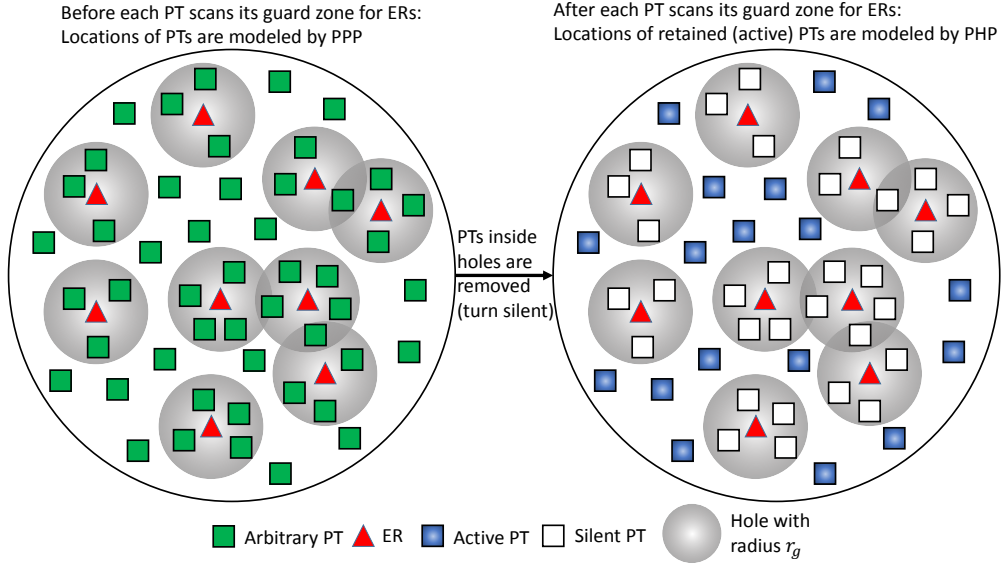 Before each PT scans its guard zone for ERs:
Locations of PTs are modeled by PPP
After each PT scans its guard zone for ERs:
Locations of retained (active) PTs are modeled by PHP
PTs inside
holes are
removed
(turn silent)
Arbitrary PT
ER
Active PT
Silent PT
Hole with
radius r_g